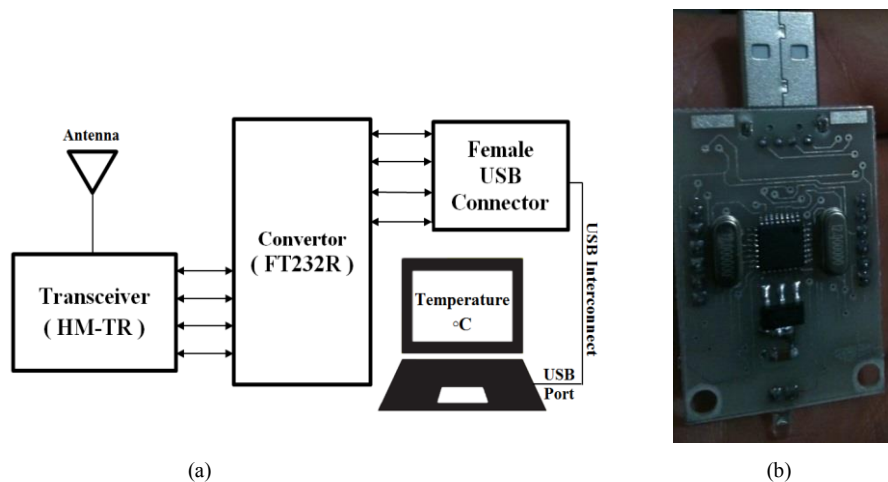 Antenna
Transceiver
( HM-TR )
Convertor
( FT232R )
Female
USB
Connector
USB Interconnect
Temperature
◦C
USB
Port
(a)
(b)